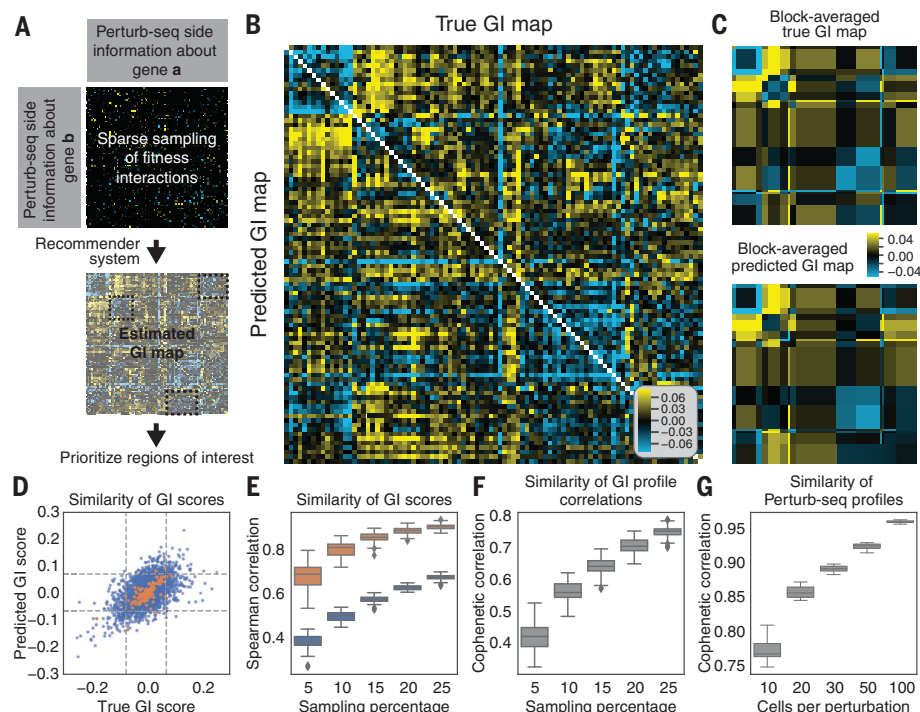 A
Perturb-seq side
information about
gene a
Perturb-seq side
information about
gene b
Sparse sampling
of fitness
interactions
Recommender
system
Estimated
GI map
Prioritize regions of interest
B
True GI map
Predicted GI map
0.06
0.03
0.00
−0.03
−0.06
C
Block-averaged
true GI map
Block-averaged
predicted GI map
0.04
0.00
−0.04
D
Similarity of GI scores
Predicted GI score
0.3
0.2
0.1
0.0
−0.1
−0.2
−0.3
−0.2
0.0
0.2
True GI score
E
Similarity of GI scores
Spearman correlation
0.8
0.6
0.4
5
10
15
20
25
Sampling percentage
F
Similarity of GI profile
correlations
Cophenetic correlation
0.8
0.7
0.6
0.5
0.4
5
10
15
20
25
Sampling percentage
G
Similarity of
Perturb-seq profiles
Cophenetic correlation
0.95
0.90
0.85
0.80
0.75
10
20
30
50
100
Cells per perturbation